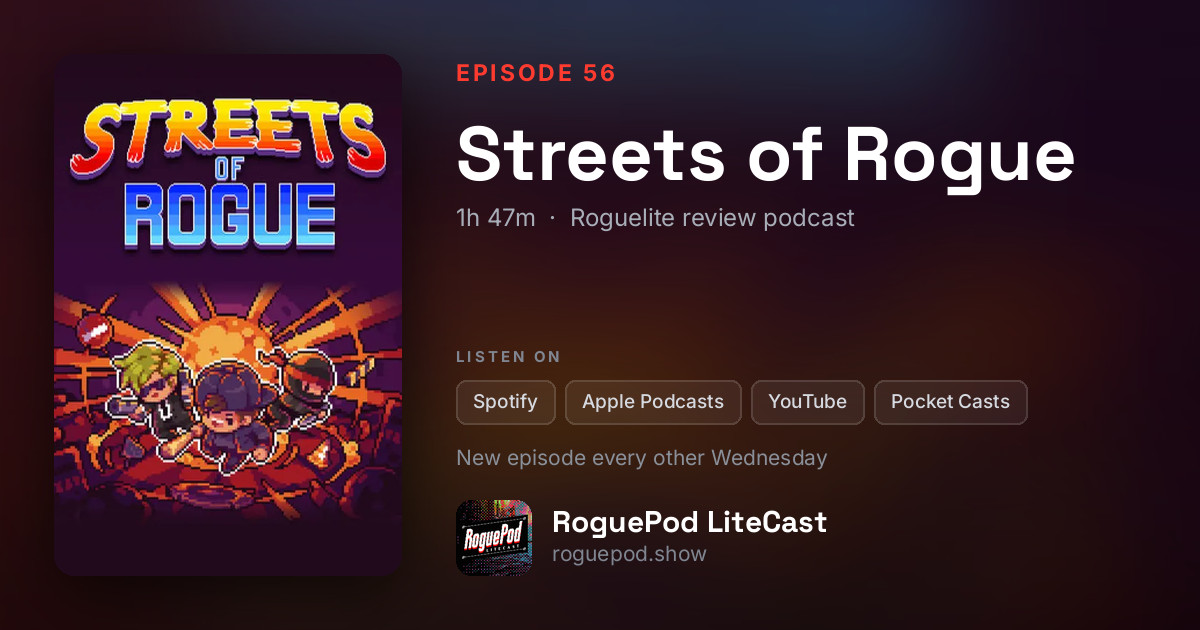 STREETS
OF
ROGUE
EPISODE 56
Streets of Rogue
1h 47m · Roguelite review podcast
LISTEN ON
Spotify
Apple Podcasts
YouTube
Pocket Casts
New episode every other Wednesday
RoguePod
LITECAST
RoguePod LiteCast
roguepod.show